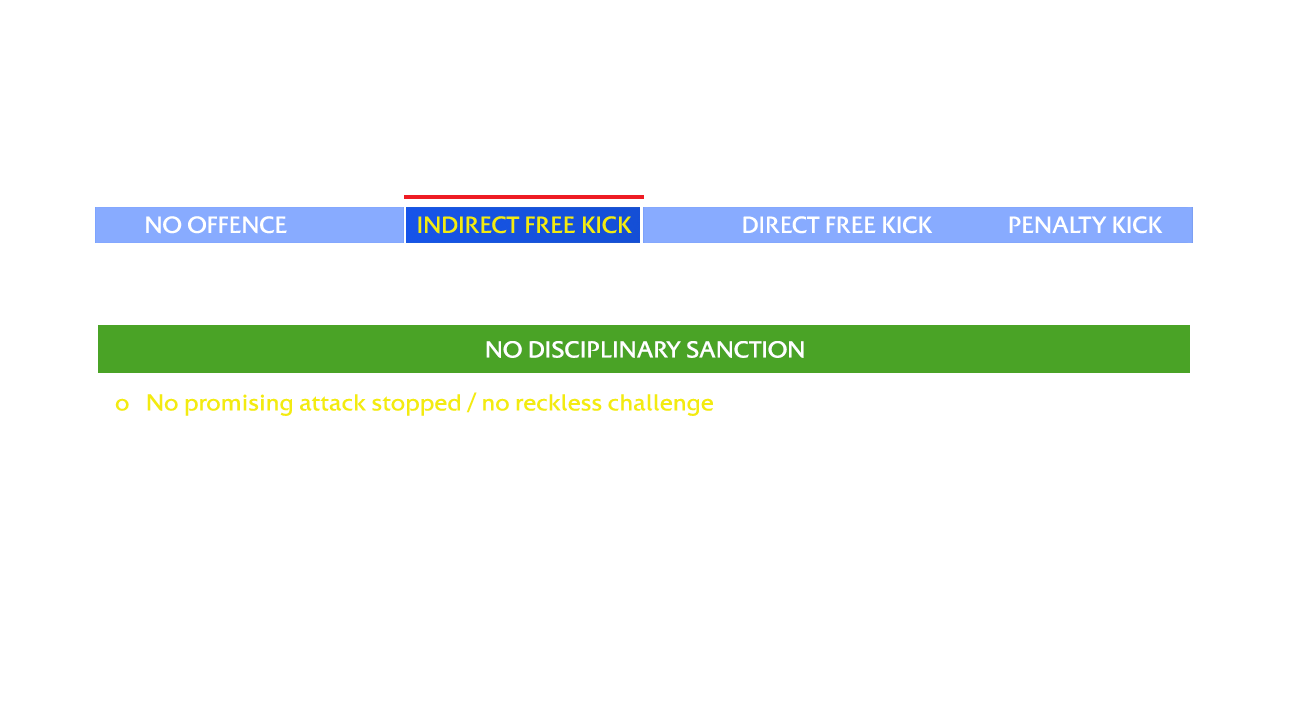 NO OFFENCE INDIRECT FREE KICK DIRECT FREE KICK PENALTY KICK
NO DISCIPLINARY SANCTION
o No promising attack stopped / no reckless challenge